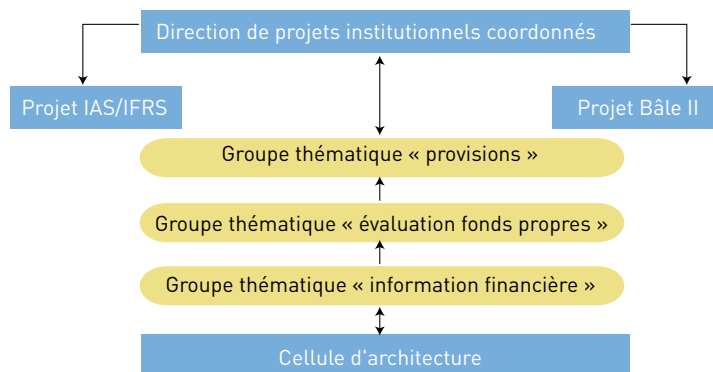 Direction de projets institutionnels coordonnés
Projet IAS/IFRS
Projet Bâle II
Groupe thématique « provisions »
Groupe thématique « évaluation fonds propres »
Groupe thématique « information financière »
Cellule d'architecture